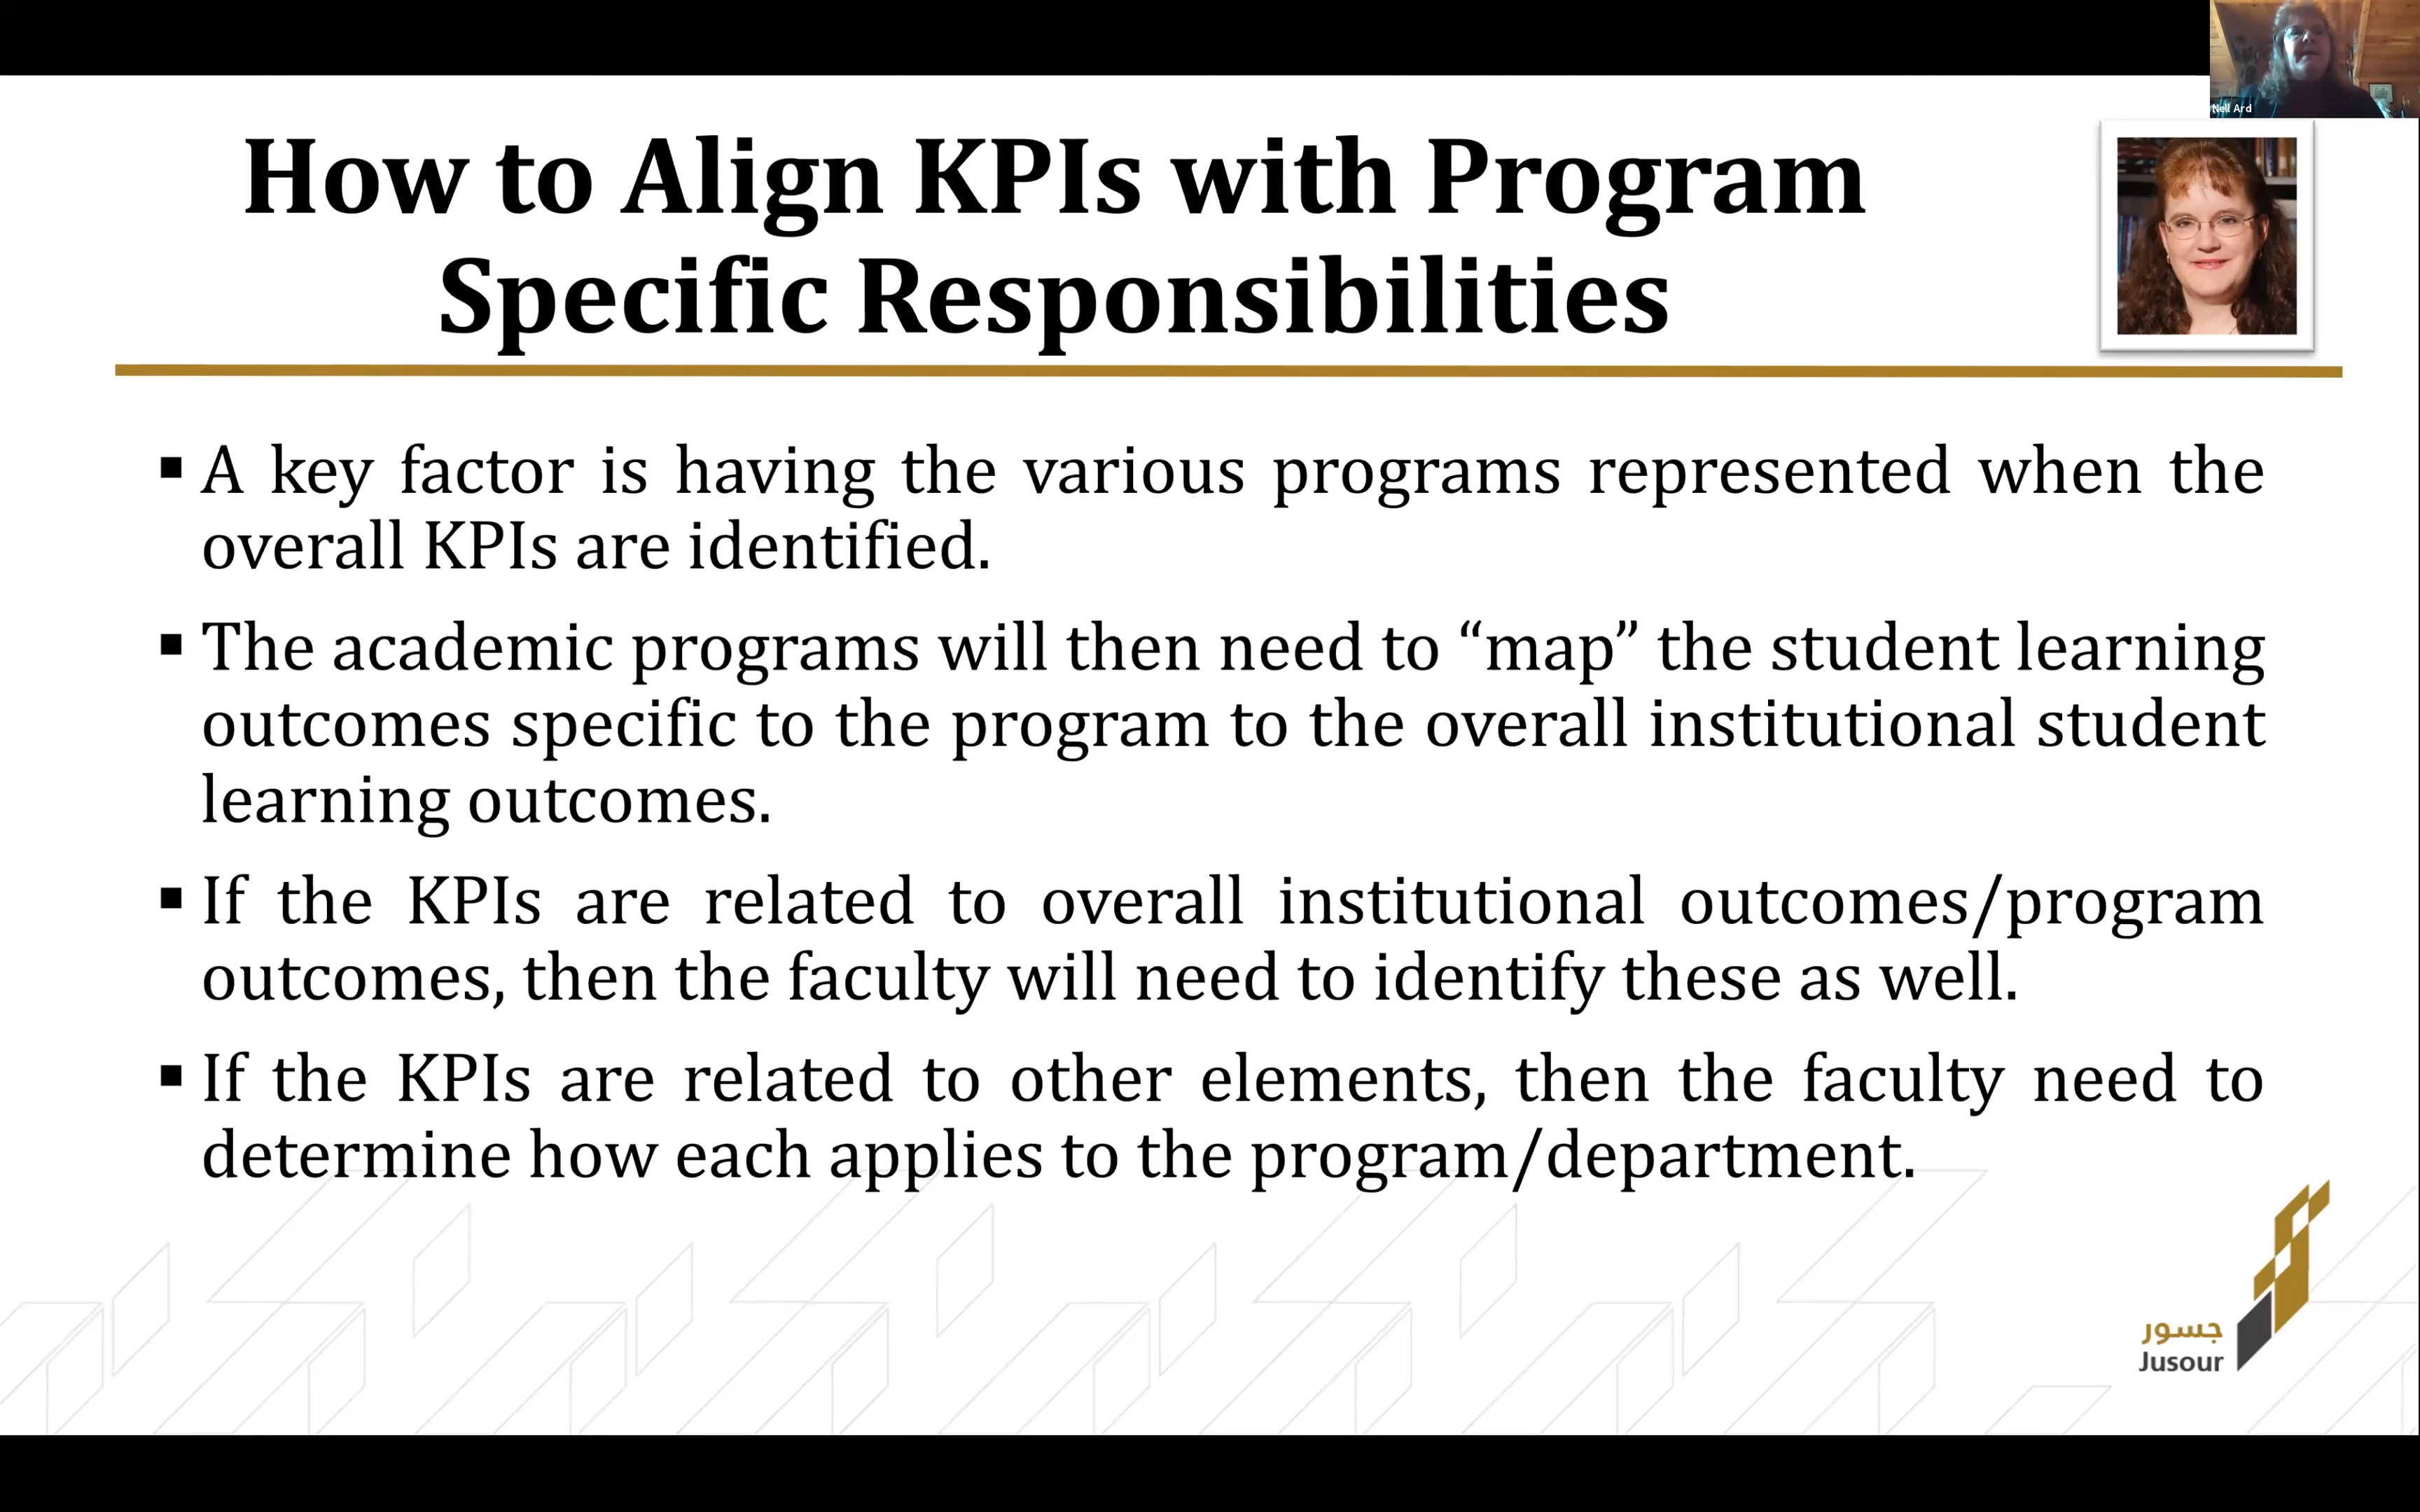 Nell Ard
How to Align KPIs with Program
Specific Responsibilities
▪ A key factor is having the various programs represented when the
overall KPIs are identified.
▪ The academic programs will then need to “map” the student learning
outcomes specific to the program to the overall institutional student
learning outcomes.
▪ If the KPIs are related to overall institutional outcomes/program
outcomes, then the faculty will need to identify these as well.
▪ If the KPIs are related to other elements, then the faculty need to
determine how each applies to the program/department.
جسور
Jusour